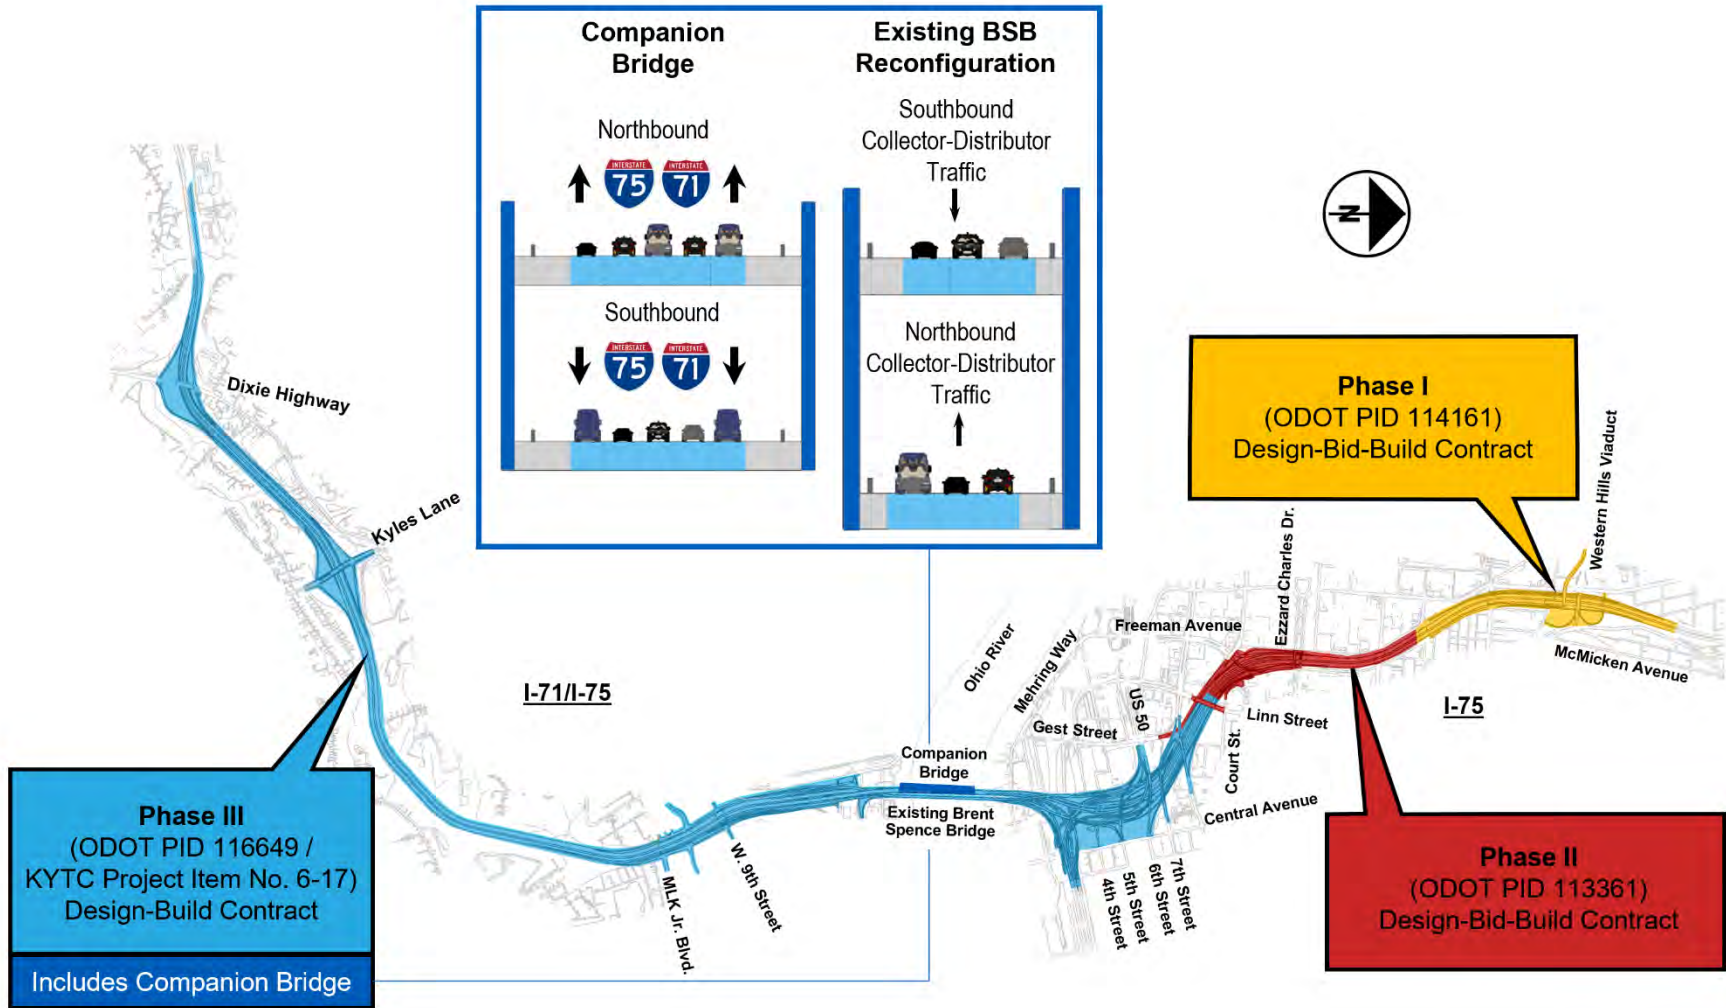 Companion
Bridge
Existing BSB
Reconfiguration
Northbound
INTERSTATE
75
INTERSTATE
71
Southbound
INTERSTATE
75
INTERSTATE
71
Southbound
Collector-Distributor
Traffic
Northbound
Collector-Distributor
Traffic
N
Phase I
(ODOT PID 114161)
Design-Bid-Build Contract
Western Hills Viaduct
McMicken Avenue
Dixie Highway
Kyles Lane
I-71/I-75
Ohio River
Mehring Way
Freeman Avenue
Ezzard Charles Dr.
US 50
Gest Street
Linn Street
Court St.
Central Avenue
I-75
Companion
Bridge
Existing Brent
Spence Bridge
W. 9th Street
MLK Jr. Blvd.
4th Street
5th Street
6th Street
7th Street
Phase III
(ODOT PID 116649 /
KYTC Project Item No. 6-17)
Design-Build Contract
Includes Companion Bridge
Phase II
(ODOT PID 113361)
Design-Bid-Build Contract